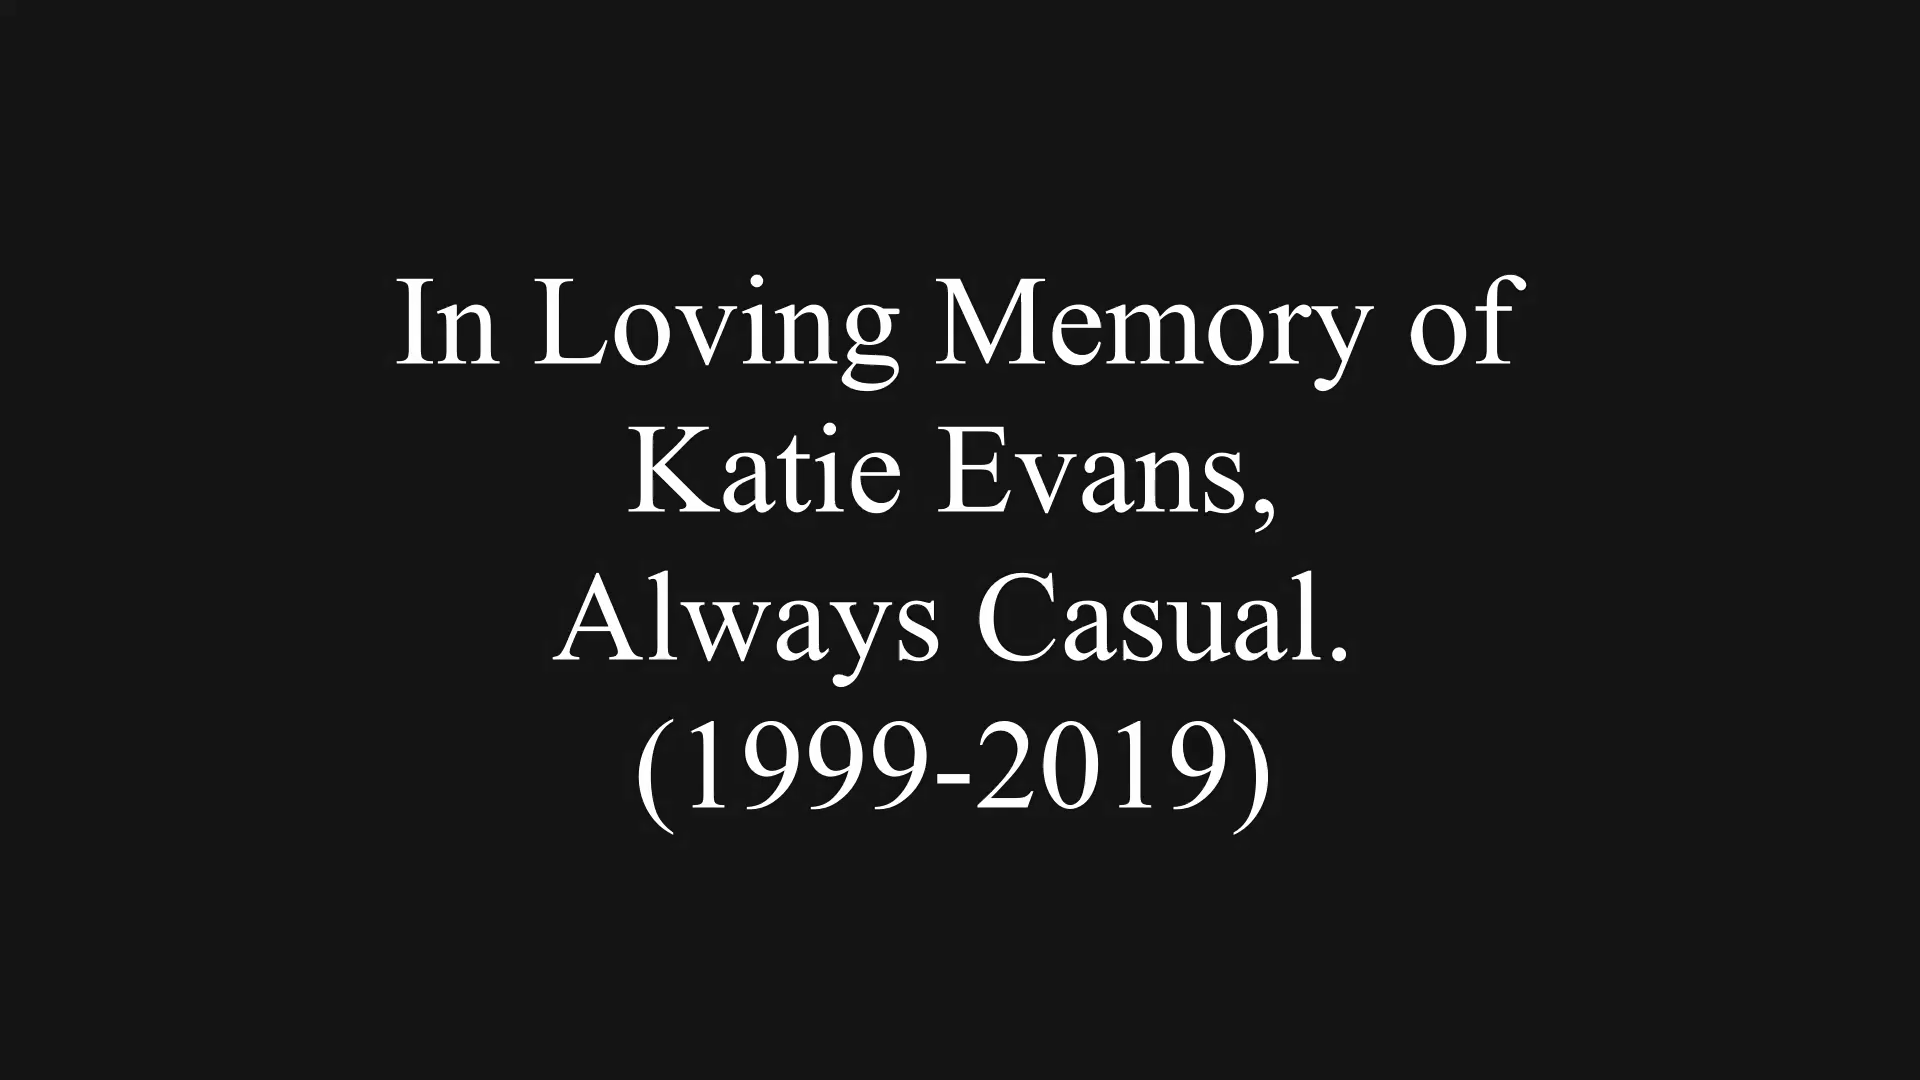 In Loving Memory of
Katie Evans,
Always Casual.
(1999-2019)